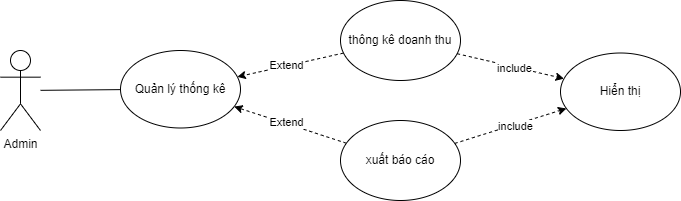 thông kê doanh thu
Extend
include
Quản lý thống kê
Hiển thị
Extend
include
Admin
xuất báo cáo